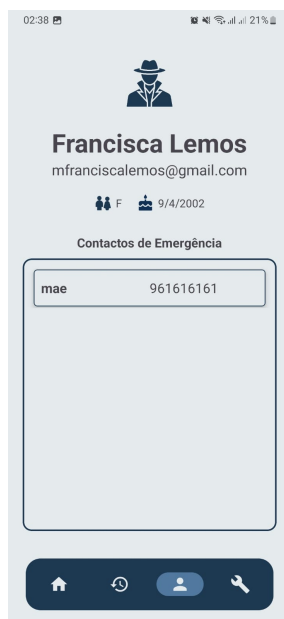 02:38 21%
Francisca Lemos
mfranciscalemos@gmail.com
F 9/4/2002
Contactos de Emergência
mae 961616161